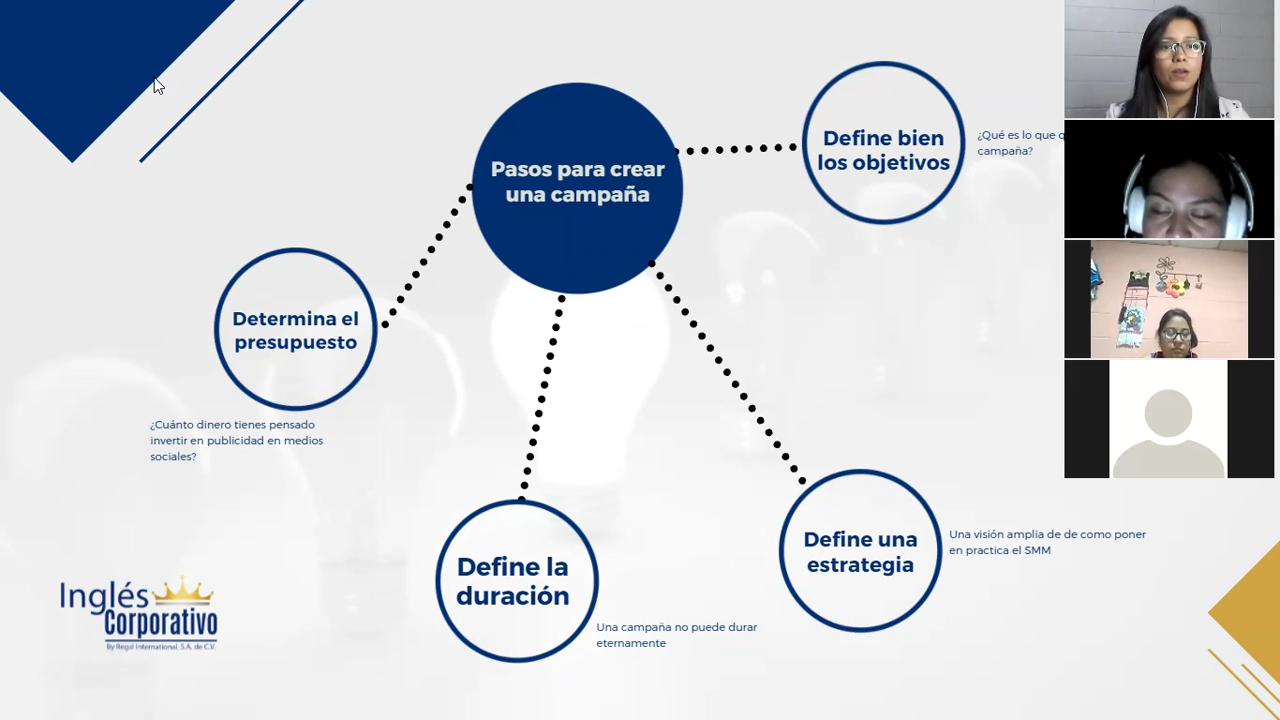 Pasos para crear
una campaña
Define bien
los objetivos
¿Qué es lo que
campaña?
Determina el
presupuesto
¿Cuánto dinero tienes pensado
invertir en publicidad en medios
sociales?
Define la
duración
Una campaña no puede durar
eternamente
Define una
estrategia
Una visión amplia de de como poner
en practica el SMM
Inglés
Corporativo
By Regal International, S.A. de C.V.